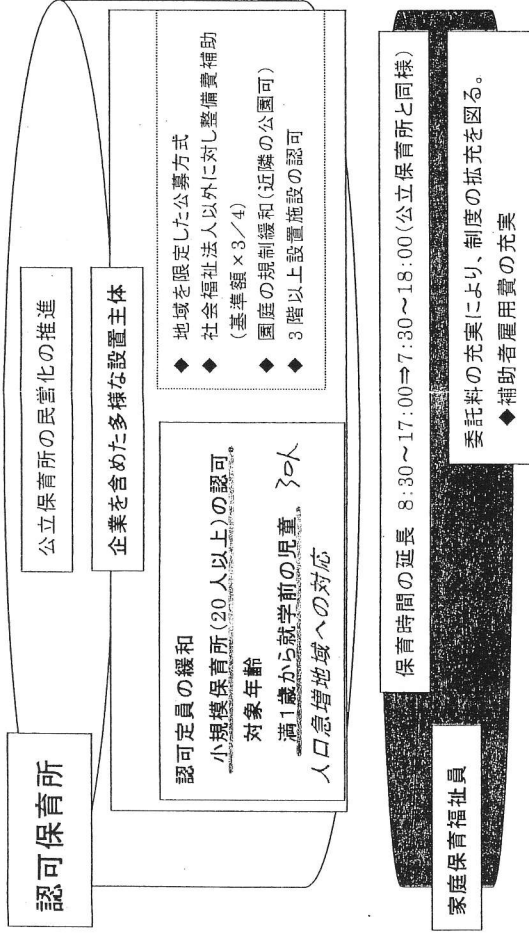 認可保育所
公立保育所の民営化の推進
企業を含めた多様な設置主体
認可定員の緩和
小規模保育所(20人以上)の認可
対象年齢
満1歳から就学前の児童 30人
人口急増地域への対応
◆ 地域を限定した公募方式
◆ 社会福祉法人以外に対し整備費補助
(基準額×3/4)
◆ 園庭の規制緩和(近隣の公園可)
◆ 3階以上設置施設の認可
家庭保育福祉員
保育時間の延長 8:30~17:00⇒7:30~18:00(公立保育所と同様)
委託料の充実により、制度の拡充を図る。
◆補助者雇用費の充実